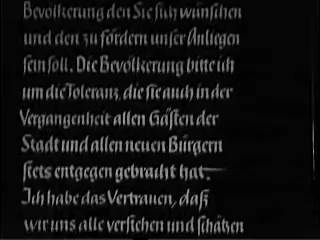 Bevölkerung den Sie sich wünschen
und den zu fördern unser Anliegen
sein soll. Die Bevölkerung bitte ich
um die Toleranz, die sie auch in der
Vergangenheit allen Gästen der
Stadt und allen neuen Bürgern
stets entgegen gebracht hat.
Ich habe das Vertrauen, daß
wir uns alle verstehen und schätzen